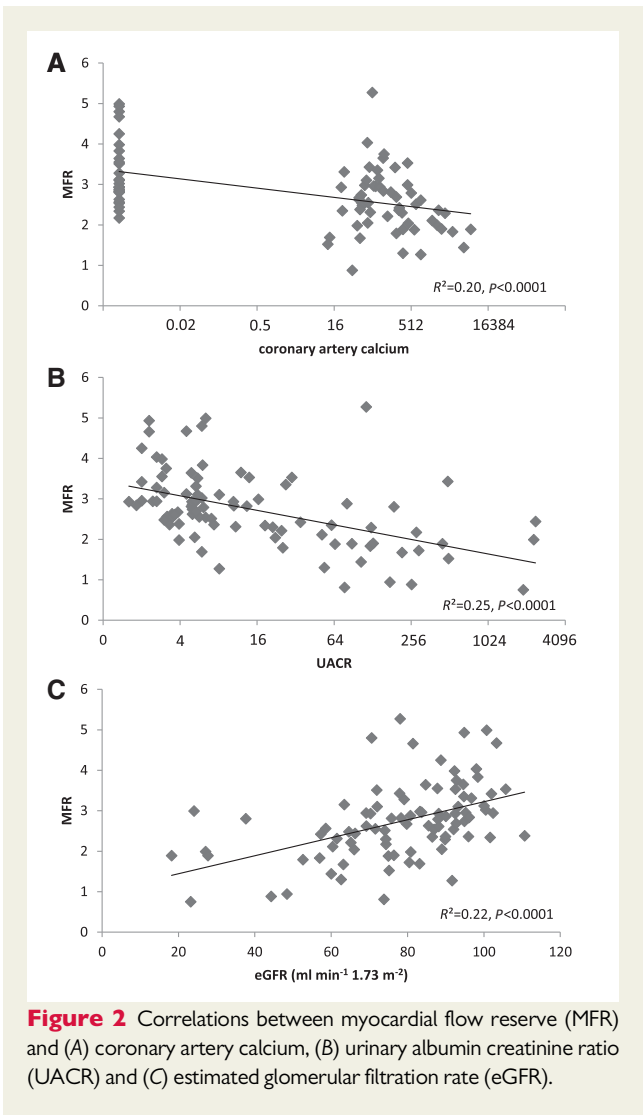 A
6
5
4
3
2
1
0
MFR
R²=0.20, P<0.0001
0.02 0.5 16 512 16384
coronary artery calcium
B
6
5
4
3
2
1
0
MFR
R²=0.25, P<0.0001
0 4 16 64 256 1024 4096
UACR
C
6
5
4
3
2
1
0
MFR
R²=0.22, P<0.0001
0 20 40 60 80 100 120
eGFR (ml min⁻¹ 1.73 m⁻²)
Figure 2 Correlations between myocardial flow reserve (MFR)
and (A) coronary artery calcium, (B) urinary albumin creatinine ratio
(UACR) and (C) estimated glomerular filtration rate (eGFR).